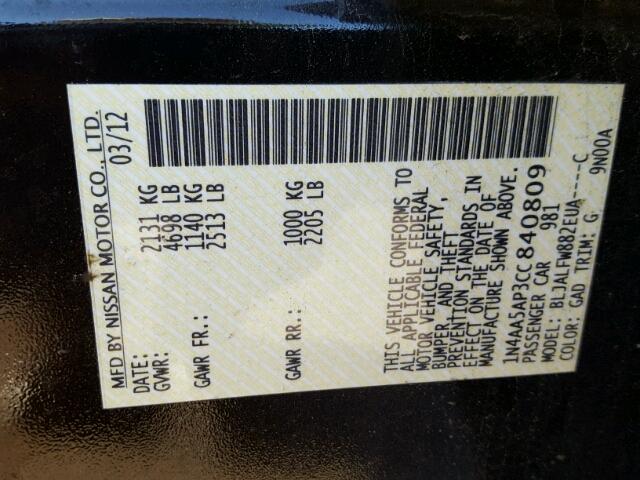 MFD BY NISSAN MOTOR CO., LTD.
DATE: 03/12
GVWR: 2131 KG
4698 LB
GAWR FR.: 1140 KG
2513 LB
GAWR RR.: 1000 KG
2205 LB
THIS VEHICLE CONFORMS TO
ALL APPLICABLE FEDERAL
MOTOR VEHICLE SAFETY,
BUMPER, AND THEFT
PREVENTION STANDARDS IN
EFFECT ON THE DATE OF
MANUFACTURE SHOWN ABOVE.
1N4AA5AP3CC840809
PASSENGER CAR 981
MODEL: BLJALFW882EUA-----C
COLOR: GAD TRIM: G 9N00A